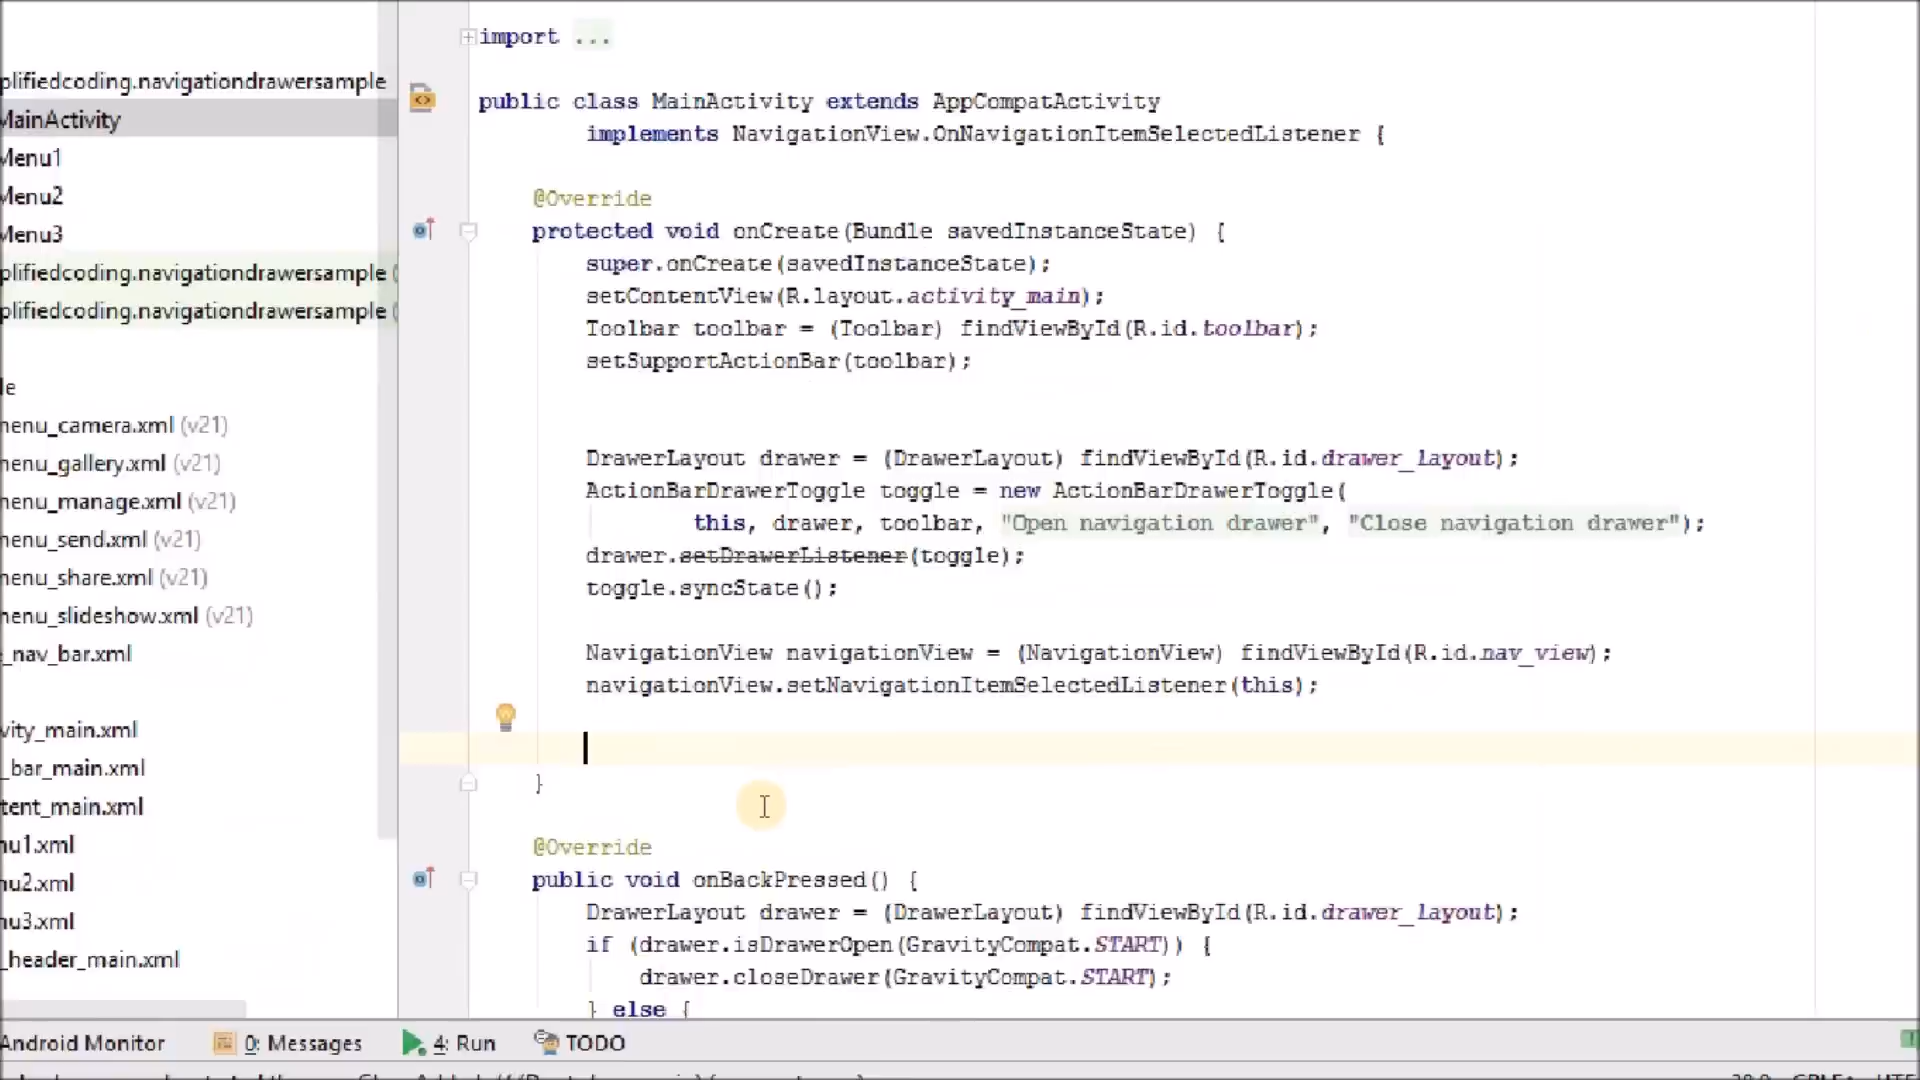 import ...
plifiedcoding.navigationdrawersample
MainActivity
Menu1
Menu2
Menu3
plifiedcoding.navigationdrawersample (
plifiedcoding.navigationdrawersample (
le
nenu_camera.xml (v21)
nenu_gallery.xml (v21)
nenu_manage.xml (v21)
nenu_send.xml (v21)
nenu_share.xml (v21)
nenu_slideshow.xml (v21)
_nav_bar.xml
vity_main.xml
_bar_main.xml
tent_main.xml
nu1.xml
nu2.xml
nu3.xml
_header_main.xml
public class MainActivity extends AppCompatActivity
implements NavigationView.OnNavigationItemSelectedListener {
@Override
protected void onCreate(Bundle savedInstanceState) {
super.onCreate(savedInstanceState);
setContentView(R.layout.activity_main);
Toolbar toolbar = (Toolbar) findViewById(R.id.toolbar);
setSupportActionBar(toolbar);
DrawerLayout drawer = (DrawerLayout) findViewById(R.id.drawer_layout);
ActionBarDrawerToggle toggle = new ActionBarDrawerToggle(
this, drawer, toolbar, "Open navigation drawer", "Close navigation drawer");
drawer.setDrawerListener(toggle);
toggle.syncState();
NavigationView navigationView = (NavigationView) findViewById(R.id.nav_view);
navigationView.setNavigationItemSelectedListener(this);
}
@Override
public void onBackPressed() {
DrawerLayout drawer = (DrawerLayout) findViewById(R.id.drawer_layout);
if (drawer.isDrawerOpen(GravityCompat.START)) {
drawer.closeDrawer(GravityCompat.START);
} else {
Android Monitor
0: Messages
4: Run
TODO